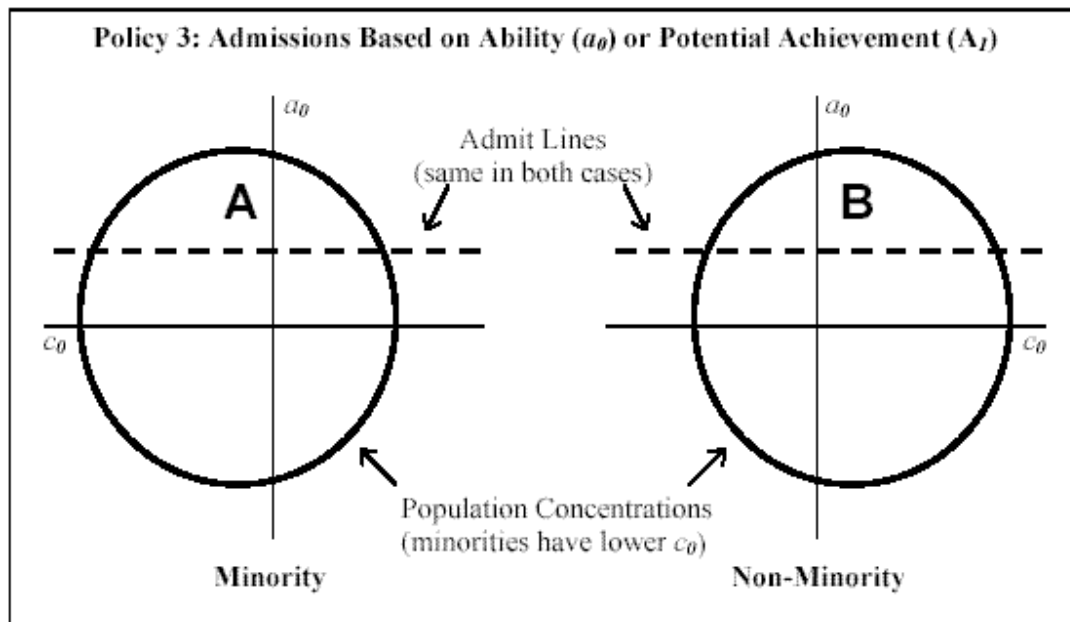 Policy 3: Admissions Based on Ability (a₀) or Potential Achievement (A₁)
a₀
a₀
Admit Lines
(same in both cases)
A
B
c₀
c₀
Population Concentrations
(minorities have lower c₀)
Minority
Non-Minority